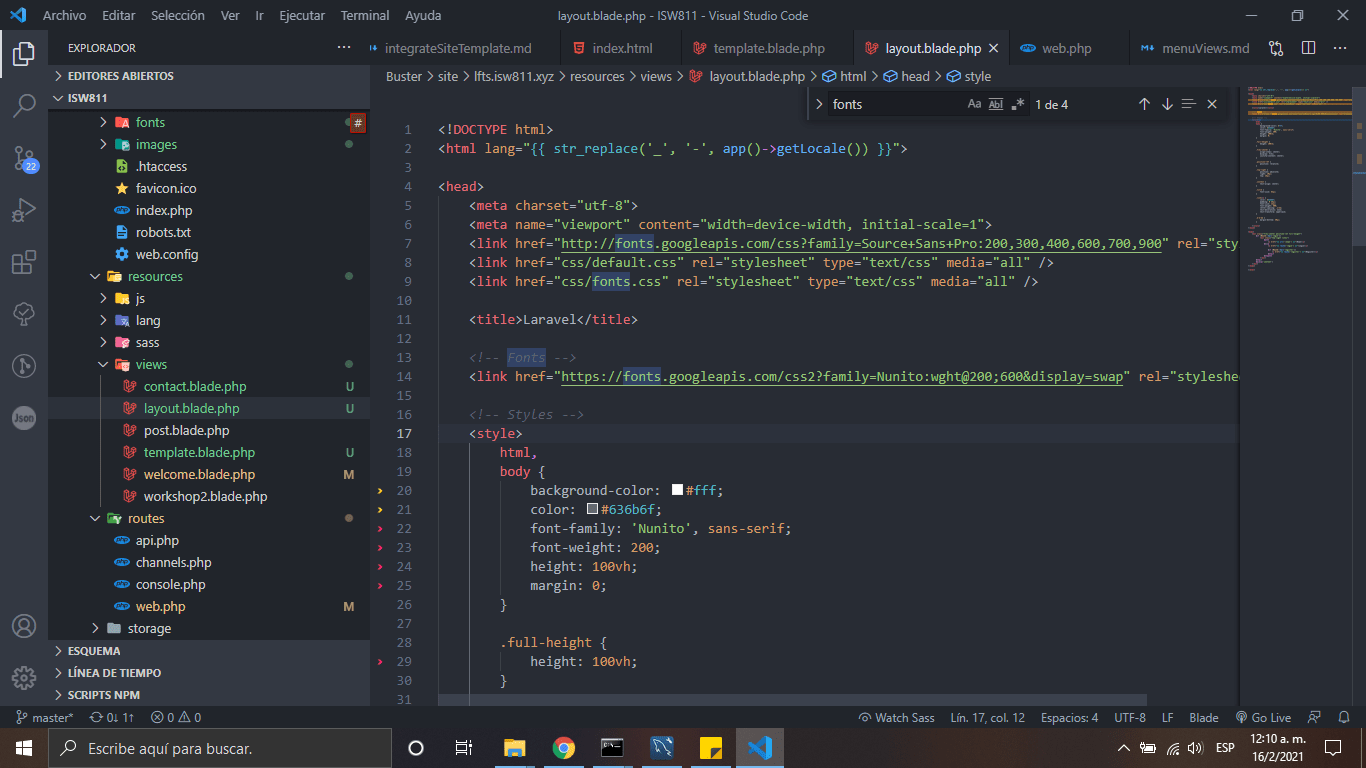 Archivo Editar Selección Ver Ir Ejecutar Terminal Ayuda layout.blade.php - ISW811 - Visual Studio Code
EXPLORADOR
EDITORES ABIERTOS
ISW811
fonts
images
.htaccess
favicon.ico
index.php
robots.txt
web.config
resources
js
lang
sass
views
contact.blade.php U
layout.blade.php U
post.blade.php
template.blade.php U
welcome.blade.php M
workshop2.blade.php
routes
api.php
channels.php
console.php
web.php M
storage
ESQUEMA
LÍNEA DE TIEMPO
SCRIPTS NPM
#
22
Json
integrateSiteTemplate.md index.html template.blade.php layout.blade.php web.php menuViews.md
Buster > site > lfts.isw811.xyz > resources > views > layout.blade.php > html > head > style
fonts Aa Abl .* 1 de 4
1 <!DOCTYPE html>
2 <html lang="{{ str_replace('_', '-', app()->getLocale()) }}">
3
4 <head>
5 <meta charset="utf-8">
6 <meta name="viewport" content="width=device-width, initial-scale=1">
7 <link href="http://fonts.googleapis.com/css?family=Source+Sans+Pro:200,300,400,600,700,900" rel="sty
8 <link href="css/default.css" rel="stylesheet" type="text/css" media="all" />
9 <link href="css/fonts.css" rel="stylesheet" type="text/css" media="all" />
10
11 <title>Laravel</title>
12
13 <!-- Fonts -->
14 <link href="https://fonts.googleapis.com/css2?family=Nunito:wght@200;600&display=swap" rel="styleshe
15
16 <!-- Styles -->
17 <style>
18 html,
19 body {
20 background-color: #fff;
21 color: #636b6f;
22 font-family: 'Nunito', sans-serif;
23 font-weight: 200;
24 height: 100vh;
25 margin: 0;
26 }
27
28 .full-height {
29 height: 100vh;
30 }
31
master* 0↓ 1↑ 0 0 Watch Sass Lín. 17, col. 12 Espacios: 4 UTF-8 LF Blade Go Live
Escribe aquí para buscar. ESP 12:10 a. m.
16/2/2021